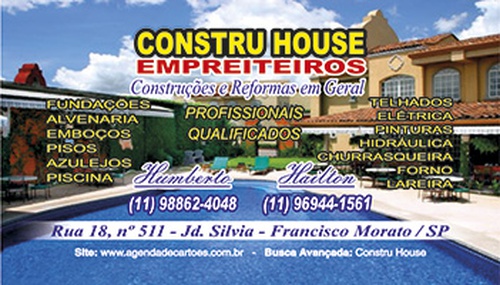 CONSTRU HOUSE
EMPREITEIROS
Construções e Reformas em Geral
FUNDAÇÕES
ALVENARIA
EMBOÇOS
PISOS
AZULEJOS
PISCINA
PROFISSIONAIS
QUALIFICADOS
TELHADOS
ELÉTRICA
PINTURAS
HIDRÁULICA
CHURRASQUEIRA
FORNO
LAREIRA
Humberto Hailton
(11) 98862-4048 (11) 96944-1561
Rua 18, nº 511 - Jd. Silvia - Francisco Morato / SP
Site: www.agendadecartoes.com.br - Busca Avançada: Constru House